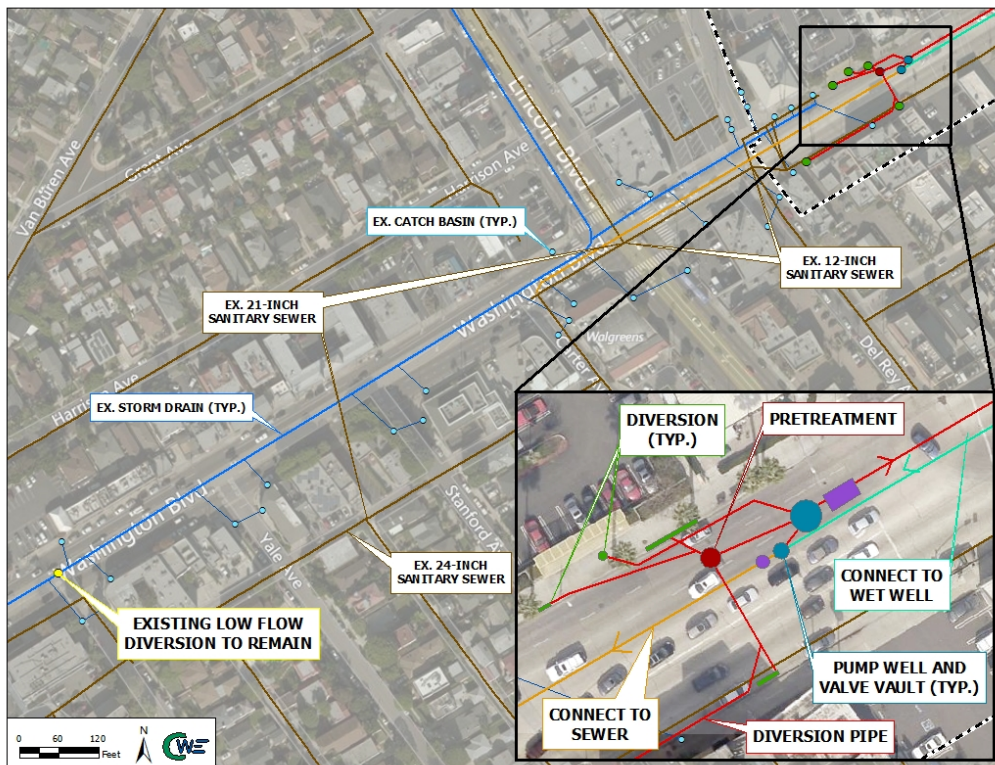 Van Buren Ave
Harrison Ave
Lincoln Blvd
EX. CATCH BASIN (TYP.)
EX. 12-INCH
SANITARY SEWER
EX. 21-INCH
SANITARY SEWER
Washington Blvd
Walgreens
Carter
Del Rey
Harrison Ave
EX. STORM DRAIN (TYP.)
DIVERSION
(TYP.)
PRETREATMENT
Washington Blvd
Stanford Ave
Yale Ave
EX. 24-INCH
SANITARY SEWER
CONNECT TO
WET WELL
EXISTING LOW FLOW
DIVERSION TO REMAIN
PUMP WELL AND
VALVE VAULT (TYP.)
CONNECT TO
SEWER
DIVERSION PIPE
0 60 120
Feet
N
CWE